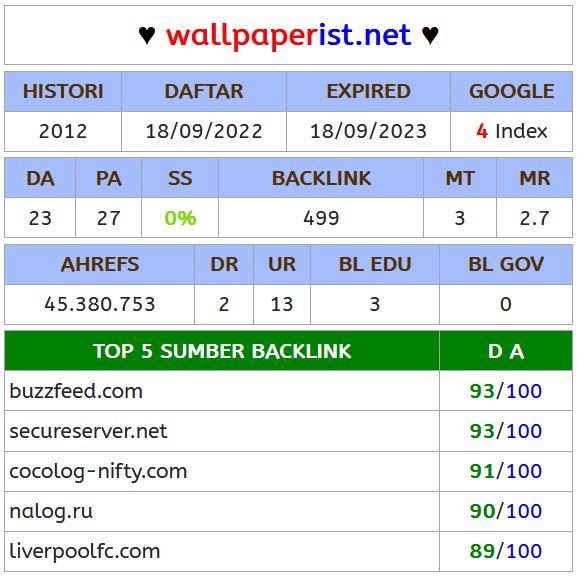 ♥ wallpaperist.net ♥
HISTORI DAFTAR EXPIRED GOOGLE
2012 18/09/2022 18/09/2023 4 Index
DA PA SS BACKLINK MT MR
23 27 0% 499 3 2.7
AHREFS DR UR BL EDU BL GOV
45.380.753 2 13 3 0
TOP 5 SUMBER BACKLINK D A
buzzfeed.com 93/100
secureserver.net 93/100
cocolog-nifty.com 91/100
nalog.ru 90/100
liverpoolfc.com 89/100